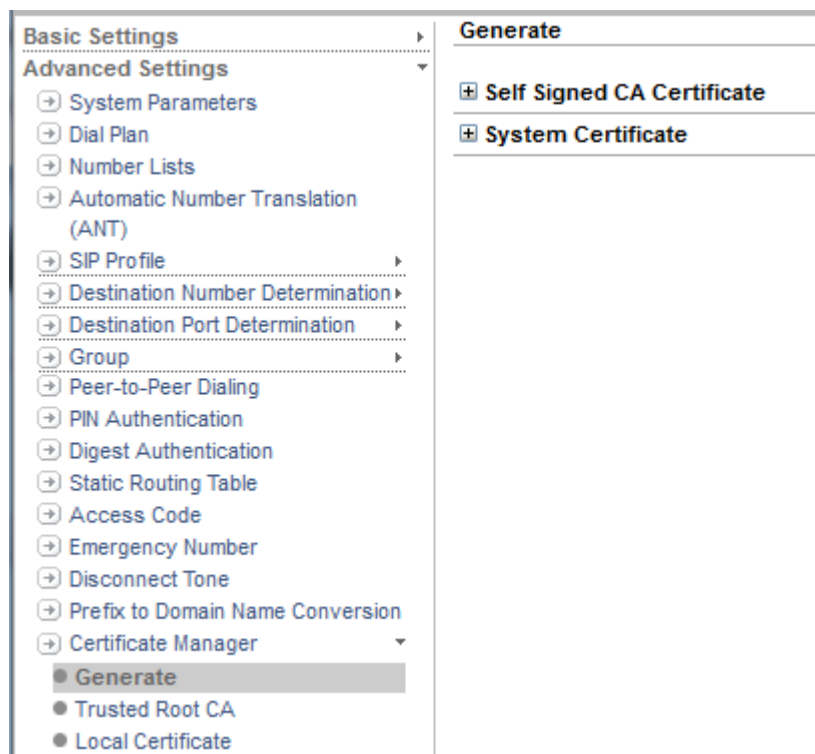 Basic Settings
Advanced Settings
System Parameters
Dial Plan
Number Lists
Automatic Number Translation
(ANT)
SIP Profile
Destination Number Determination
Destination Port Determination
Group
Peer-to-Peer Dialing
PIN Authentication
Digest Authentication
Static Routing Table
Access Code
Emergency Number
Disconnect Tone
Prefix to Domain Name Conversion
Certificate Manager
Generate
Trusted Root CA
Local Certificate
Generate
Self Signed CA Certificate
System Certificate